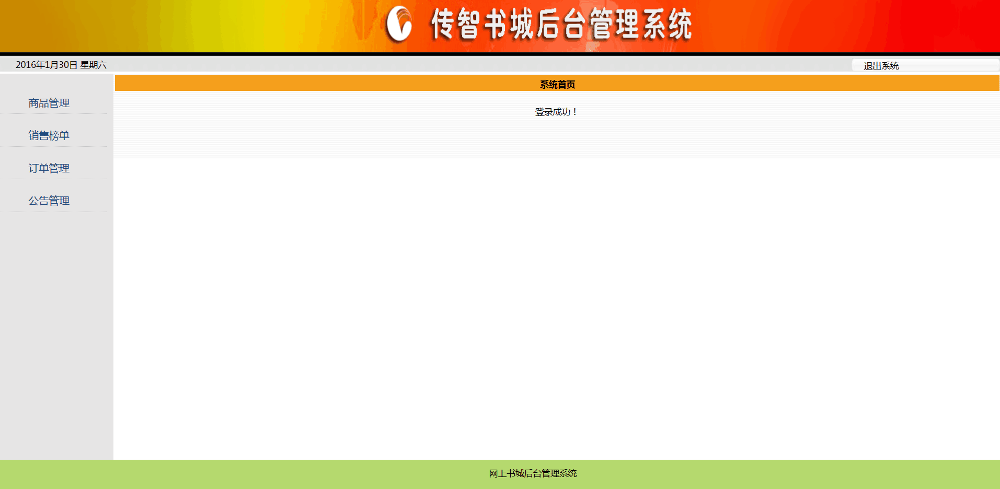 传智书城后台管理系统
2016年1月30日 星期六
退出系统
系统首页
商品管理
登录成功！
销售榜单
订单管理
公告管理
网上书城后台管理系统